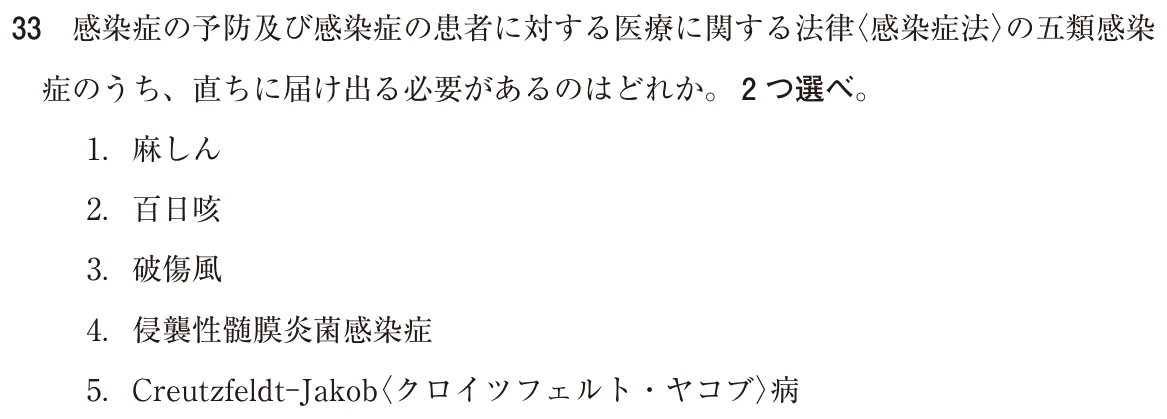 33 感染症の予防及び感染症の患者に対する医療に関する法律〈感染症法〉の五類感染
症のうち、直ちに届け出る必要があるのはどれか。2つ選べ。
1. 麻しん
2. 百日咳
3. 破傷風
4. 侵襲性髄膜炎菌感染症
5. Creutzfeldt-Jakob〈クロイツフェルト・ヤコブ〉病